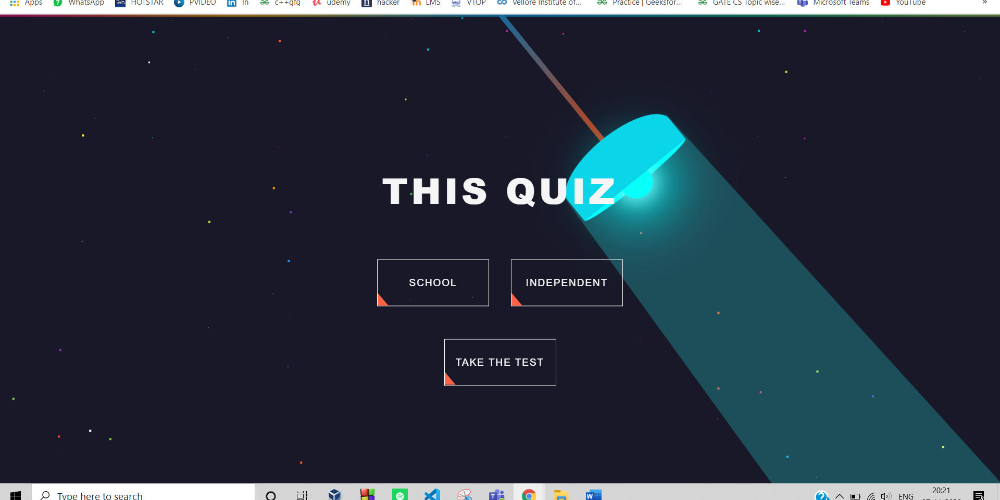 Apps WhatsApp HOTSTAR PVIDEO in c++gfg udemy hacker LMS VTOP Vellore Institute of... Practice | Geeksfor... GATE CS Topic wise... Microsoft Teams YouTube »
THIS QUIZ
SCHOOL INDEPENDENT
TAKE THE TEST
Type here to search
ENG 20:21